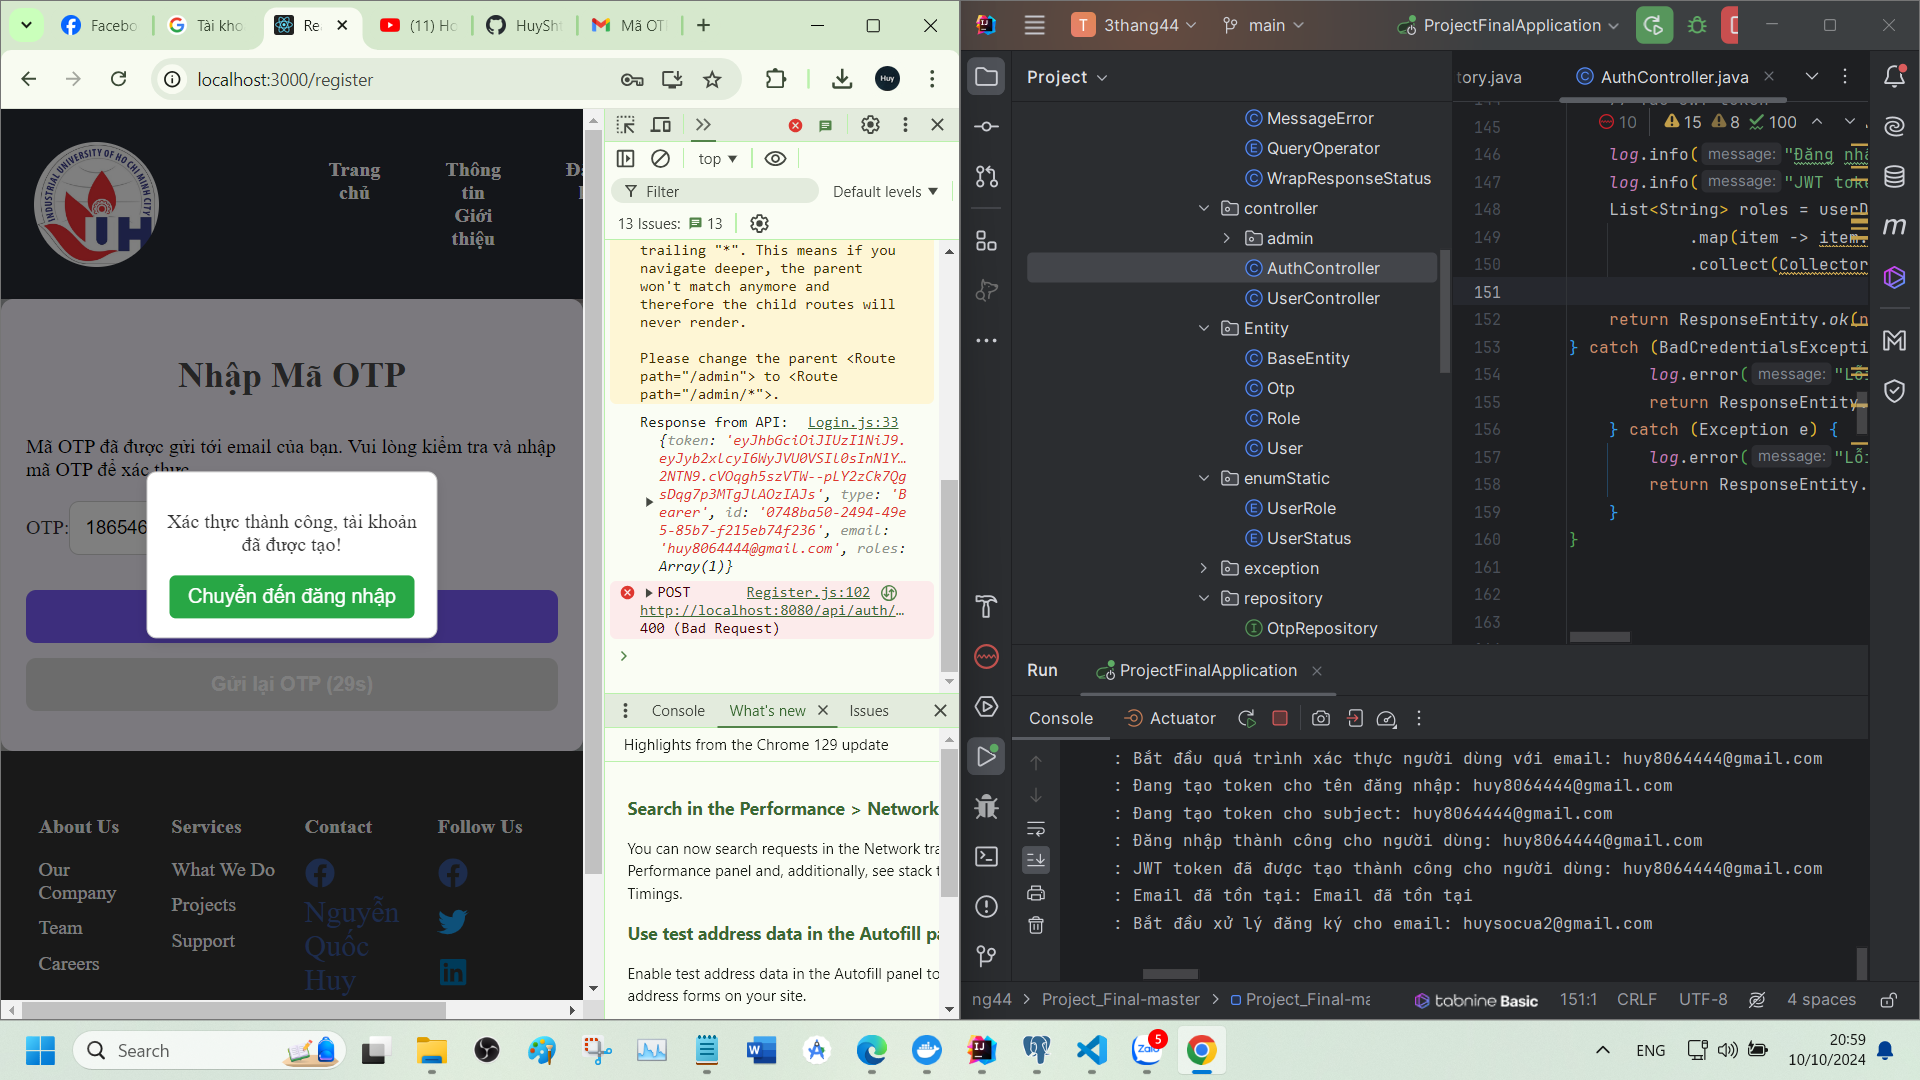 Facebo
Tài khoả
Re
(11) Ho
HuySht
Mã OTP
localhost:3000/register
Huy
INDUSTRIAL UNIVERSITY OF HO CHI MINH CITY
UH
Trang
chủ
Thông
tin
Giới
thiệu
Nhập Mã OTP
Mã OTP đã được gửi tới email của bạn. Vui lòng kiểm tra và nhập
mã OTP để xác thực
OTP: 186546
Xác thực thành công, tài khoản
đã được tạo!
Chuyển đến đăng nhập
Gửi lại OTP (29s)
About Us
Our
Company
Team
Careers
Services
What We Do
Projects
Support
Contact
Nguyễn
Quốc
Huy
Follow Us
top
Filter
Default levels
13 Issues: 13
trailing "*". This means if you
navigate deeper, the parent
won't match anymore and
therefore the child routes will
never render.
Please change the parent <Route
path="/admin"> to <Route
path="/admin/*">.
Response from API: Login.js:33
{token: 'eyJhbGciOiJIUzI1NiJ9.
eyJyb2xlcyI6WyJVU0VSIl0sInN1Y…
2NTN9.cVOqgh5szVTW--pLY2zCk7Qg
sDqg7p3MTgJlAOzIAJs', type: 'B
earer', id: '0748ba50-2494-49e
5-85b7-f215eb74f236', email:
'huy8064444@gmail.com', roles:
Array(1)}
POST Register.js:102
http://localhost:8080/api/auth/…
400 (Bad Request)
Console
What's new
Issues
Highlights from the Chrome 129 update
Search in the Performance > Network
You can now search requests in the Network tra
Performance panel and, additionally, see stack t
Timings.
Use test address data in the Autofill pa
Enable test address data in the Autofill panel to
address forms on your site.
T 3thang44
main
ProjectFinalApplication
Project
MessageError
QueryOperator
WrapResponseStatus
controller
admin
AuthController
UserController
Entity
BaseEntity
Otp
Role
User
enumStatic
UserRole
UserStatus
exception
repository
OtpRepository
tory.java
AuthController.java
10 15 8 100
145
146 log.info( message: "Đăng nhậ
147 log.info( message: "JWT toke
148 List<String> roles = userD
149 .map(item -> item.
150 .collect(Collector
151
152 return ResponseEntity.ok(n
153 } catch (BadCredentialsExcepti
154 log.error( message: "Lỗi
155 return ResponseEntity.
156 } catch (Exception e) {
157 log.error( message: "Lỗi
158 return ResponseEntity.
159 }
160 }
161
162
163
Run
ProjectFinalApplication
Console
Actuator
: Bắt đầu quá trình xác thực người dùng với email: huy8064444@gmail.com
: Đang tạo token cho tên đăng nhập: huy8064444@gmail.com
: Đang tạo token cho subject: huy8064444@gmail.com
: Đăng nhập thành công cho người dùng: huy8064444@gmail.com
: JWT token đã được tạo thành công cho người dùng: huy8064444@gmail.com
: Email đã tồn tại: Email đã tồn tại
: Bắt đầu xử lý đăng ký cho email: huysocua2@gmail.com
ng44 > Project_Final-master > Project_Final-ma
tabnine Basic
151:1
CRLF
UTF-8
4 spaces
Search
Zalo
5
ENG
20:59
10/10/2024